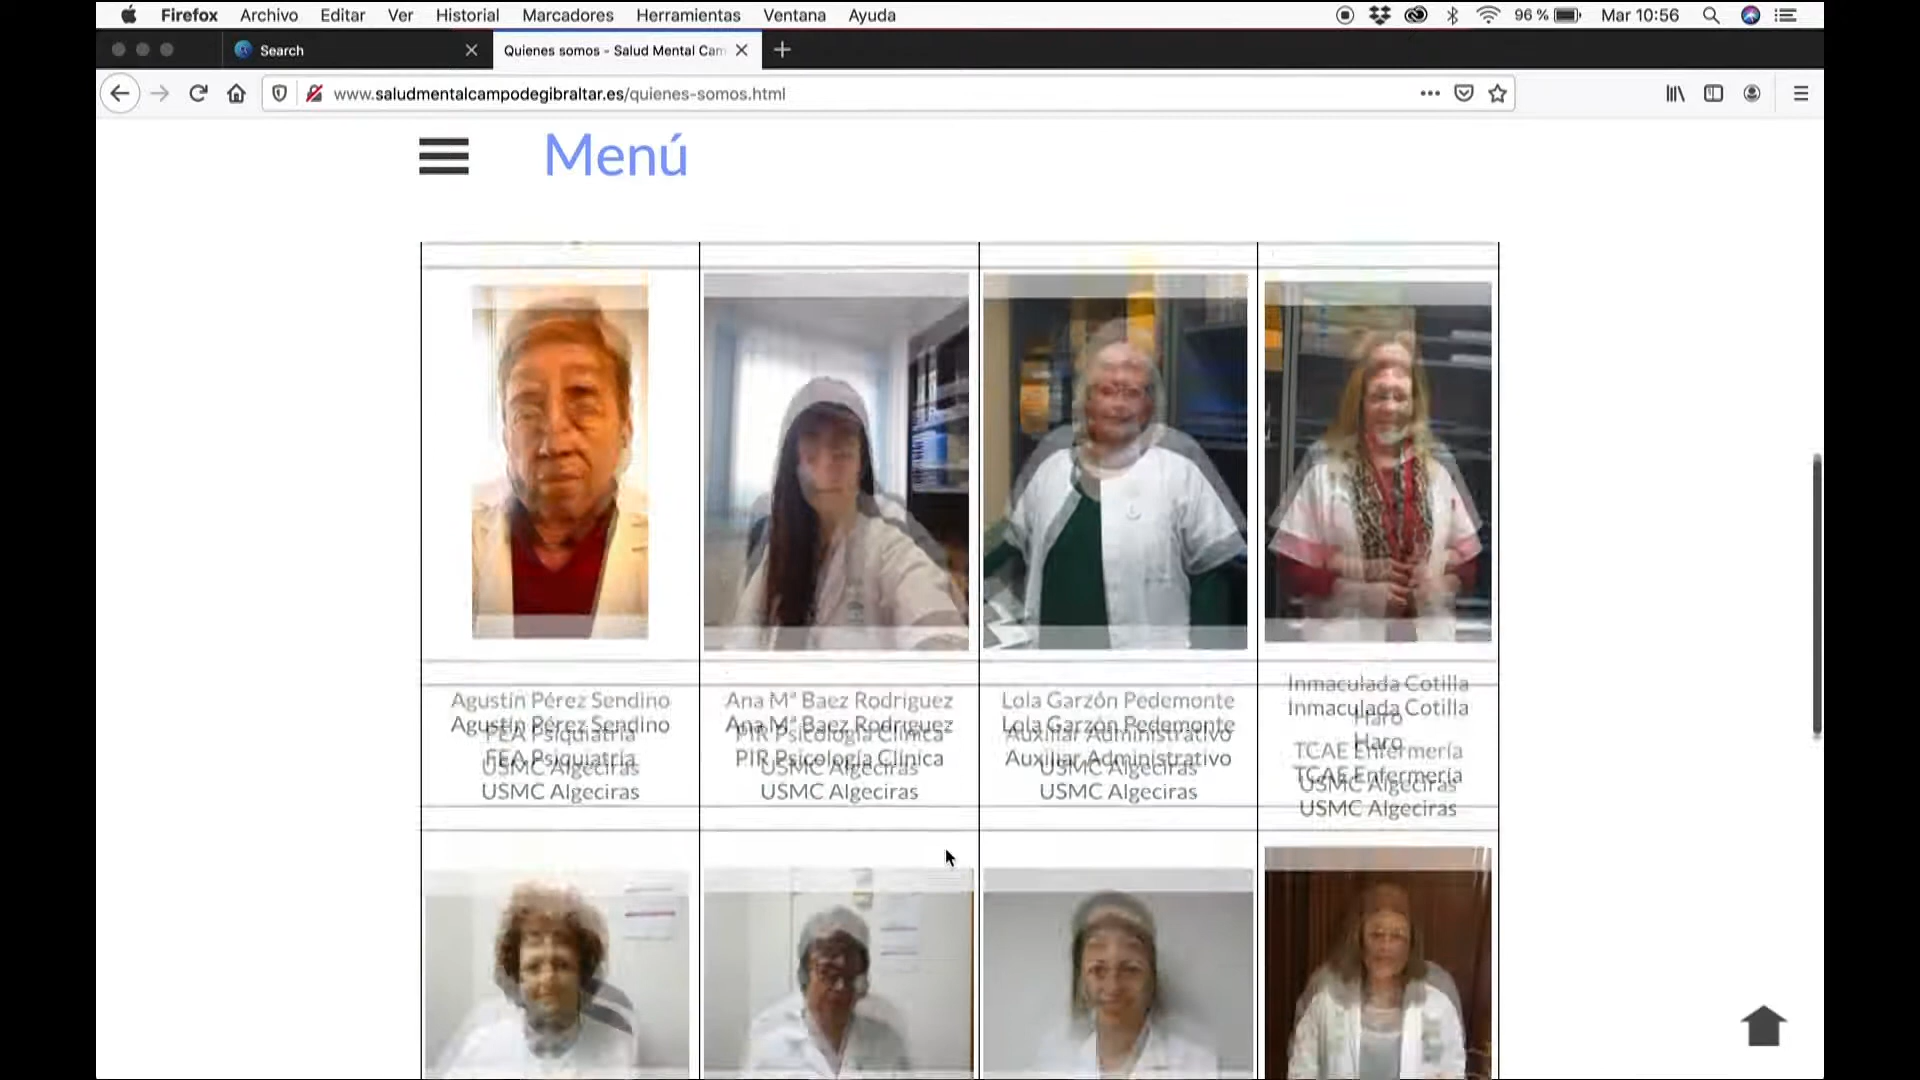 Firefox Archivo Editar Ver Historial Marcadores Herramientas Ventana Ayuda 96 % Mar 10:56
Search Quienes somos - Salud Mental Cam
www.saludmentalcampodegibraltar.es/quienes-somos.html
Menú
Agustín Pérez Sendino
FEA Psiquiatría
USMC Algeciras
Ana Mª Baez Rodriguez
PIR Psicología Clínica
USMC Algeciras
Lola Garzón Pedemonte
Auxiliar Administrativo
USMC Algeciras
Inmaculada Cotilla
Haro
TCAE Enfermería
USMC Algeciras